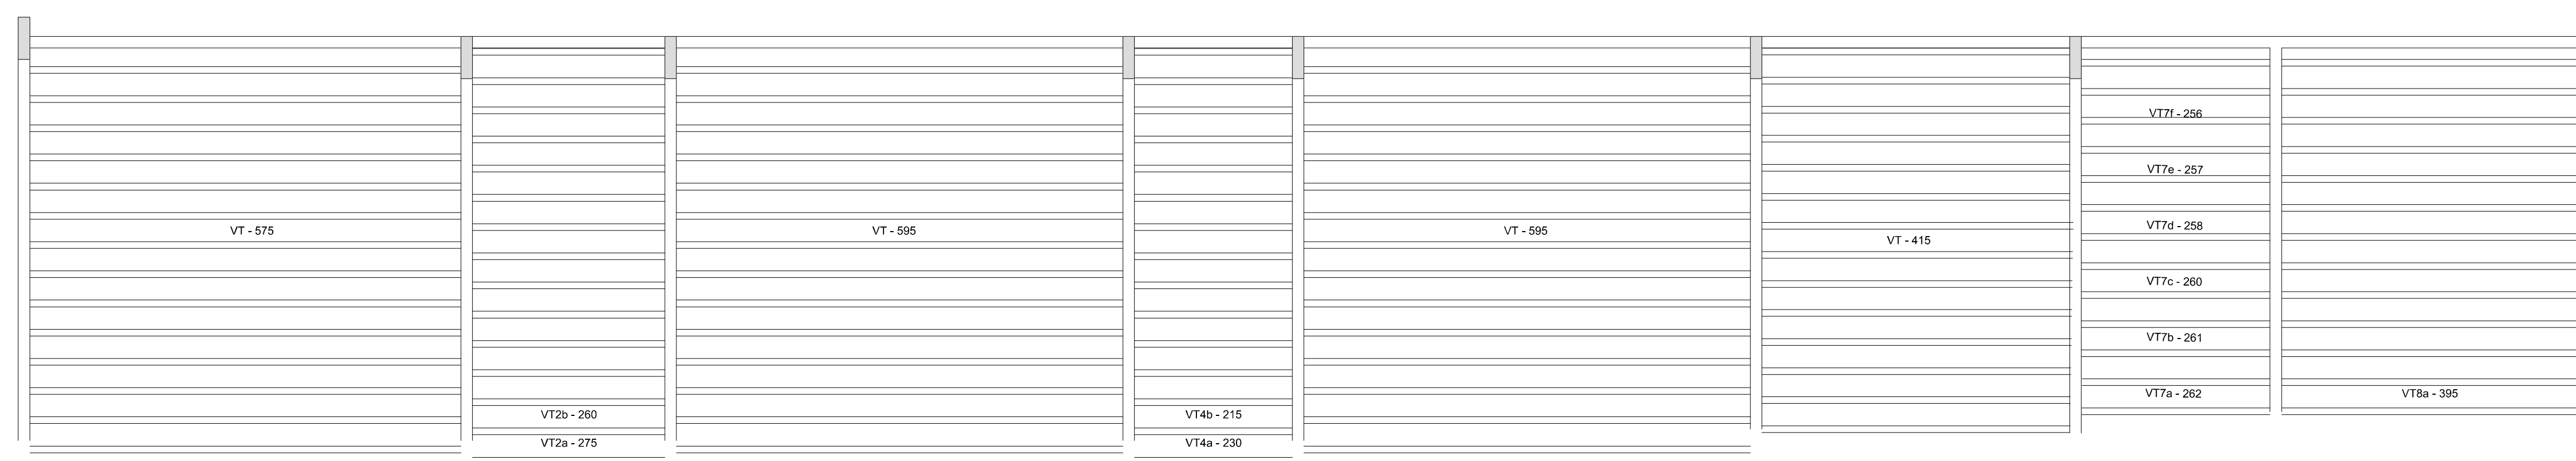 VT7f - 256
VT7e - 257
VT7d - 258
VT - 575
VT - 595
VT - 595
VT - 415
VT7c - 260
VT7b - 261
VT7a - 262
VT8a - 395
VT2b - 260
VT4b - 215
VT2a - 275
VT4a - 230